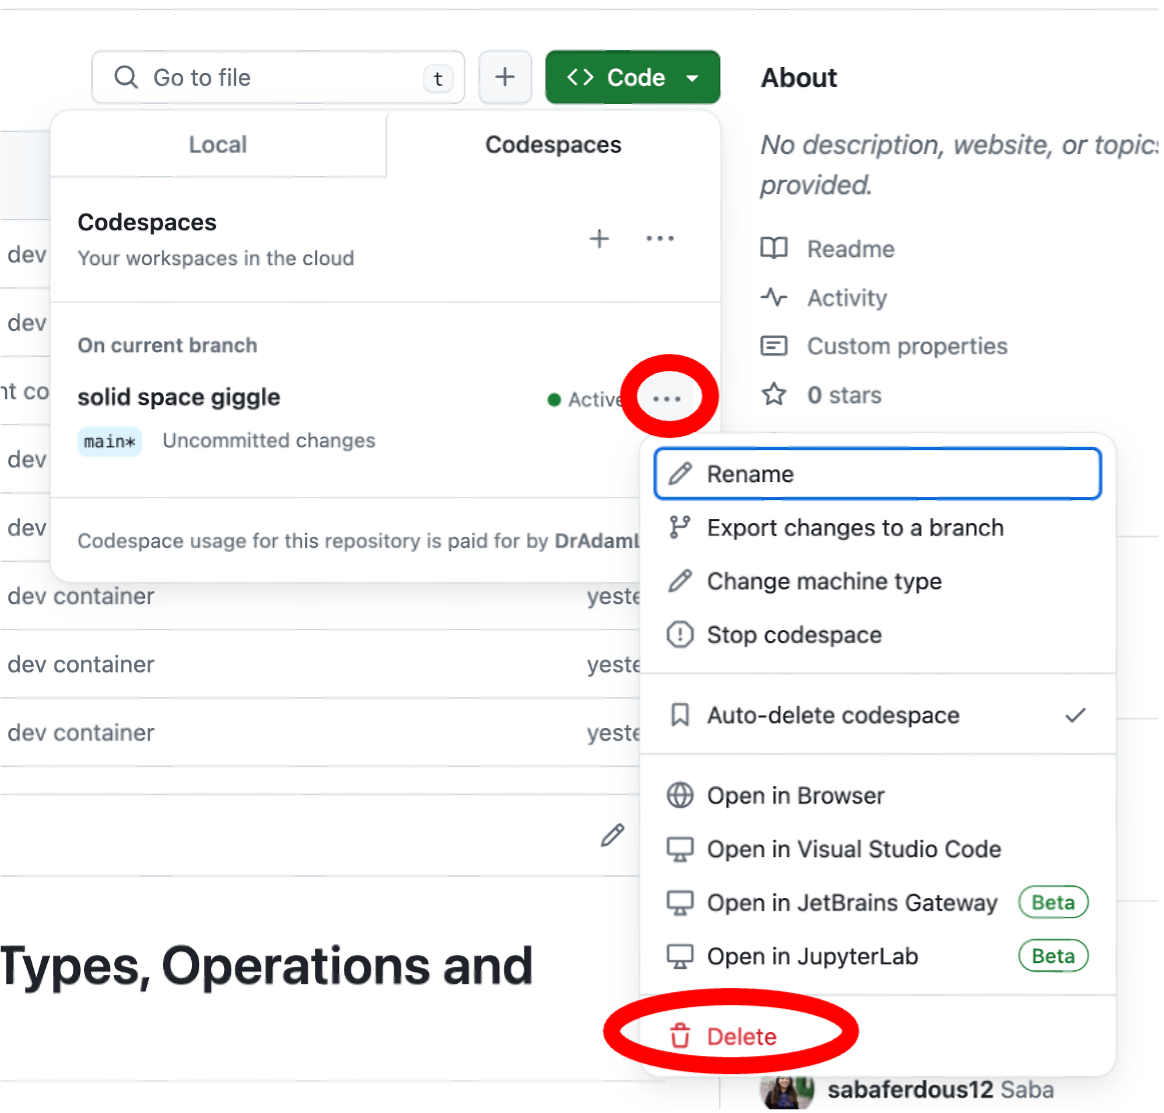 Go to file
t
Code
About
No description, website, or topics
provided.
Local
Codespaces
Codespaces
Your workspaces in the cloud
Readme
Activity
Custom properties
0 stars
On current branch
solid space giggle
Active
main*
Uncommitted changes
Codespace usage for this repository is paid for by DrAdamL
dev
dev
nt co
dev
dev
dev container
yeste
dev container
yeste
dev container
yeste
Rename
Export changes to a branch
Change machine type
Stop codespace
Auto-delete codespace
Open in Browser
Open in Visual Studio Code
Open in JetBrains Gateway Beta
Open in JupyterLab Beta
Delete
Types, Operations and
sabaferdous12 Saba